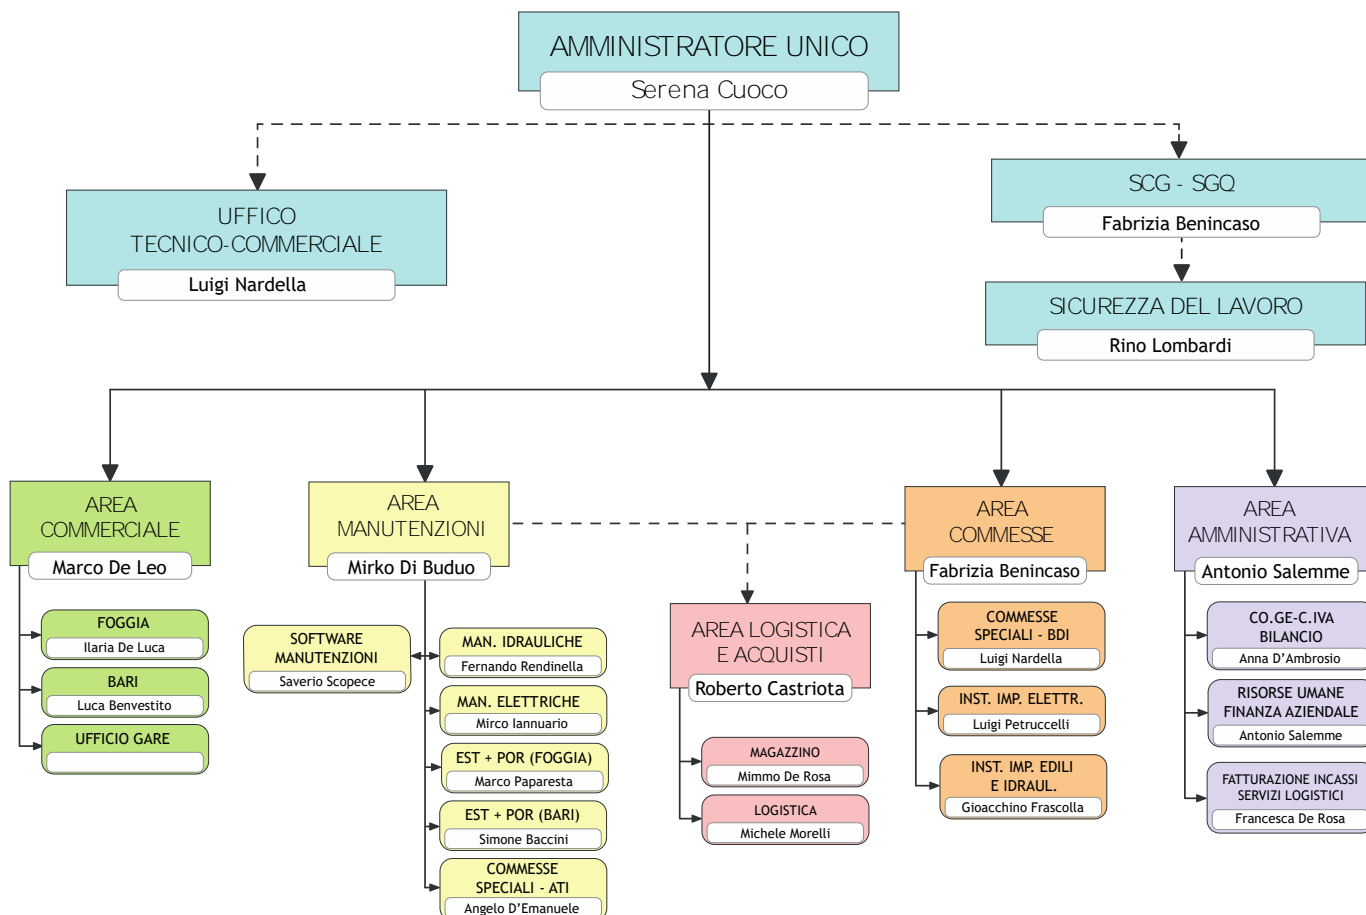 AMMINISTRATORE UNICO
Serena Cuoco
UFFICO
TECNICO-COMMERCIALE
Luigi Nardella
SCG - SGQ
Fabrizia Benincaso
SICUREZZA DEL LAVORO
Rino Lombardi
AREA
COMMERCIALE
Marco De Leo
FOGGIA
Ilaria De Luca
BARI
Luca Benvestito
UFFICIO GARE
AREA
MANUTENZIONI
Mirko Di Buduo
SOFTWARE
MANUTENZIONI
Saverio Scopece
MAN. IDRAULICHE
Fernando Rendinella
MAN. ELETTRICHE
Mirco Iannuario
EST + POR (FOGGIA)
Marco Paparesta
EST + POR (BARI)
Simone Baccini
COMMESSE
SPECIALI - ATI
Angelo D'Emanuele
AREA LOGISTICA
E ACQUISTI
Roberto Castriota
MAGAZZINO
Mimmo De Rosa
LOGISTICA
Michele Morelli
AREA
COMMESSE
Fabrizia Benincaso
COMMESSE
SPECIALI - BDI
Luigi Nardella
INST. IMP. ELETTR.
Luigi Petruccelli
INST. IMP. EDILI
E IDRAUL.
Gioacchino Frascolla
AREA
AMMINISTRATIVA
Antonio Salemme
CO.GE-C.IVA
BILANCIO
Anna D'Ambrosio
RISORSE UMANE
FINANZA AZIENDALE
Antonio Salemme
FATTURAZIONE INCASSI
SERVIZI LOGISTICI
Francesca De Rosa